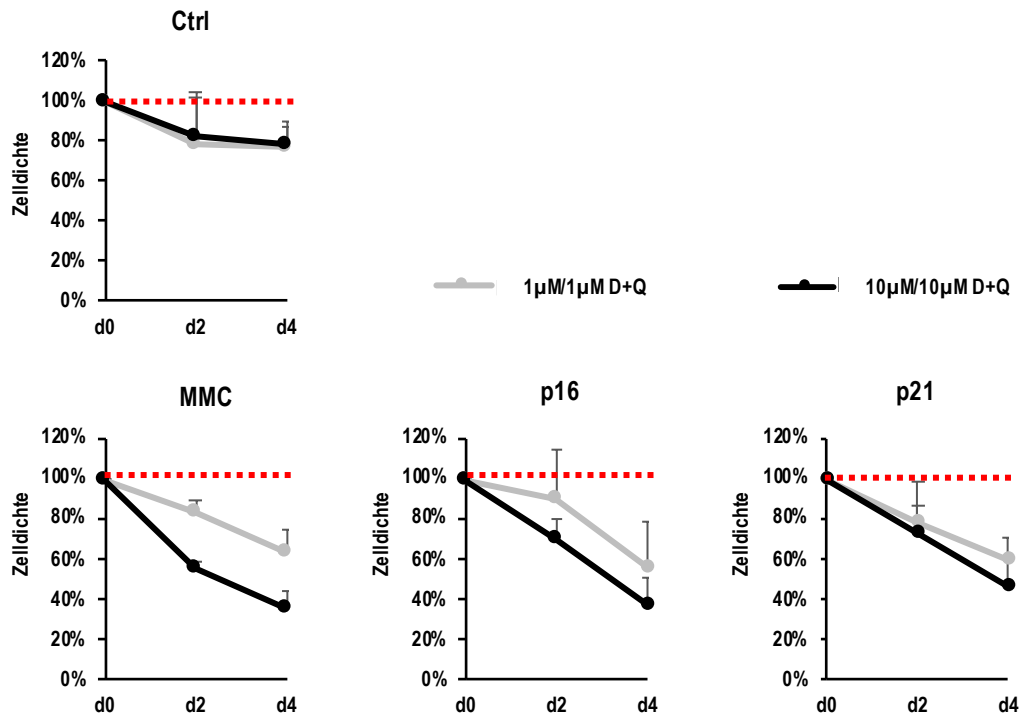 Ctrl
120%
100%
80%
60%
40%
20%
0%
Zelldichte
d0 d2 d4
1µM/1µM D+Q
10µM/10µM D+Q
MMC
120%
100%
80%
60%
40%
20%
0%
Zelldichte
d0 d2 d4
p16
120%
100%
80%
60%
40%
20%
0%
Zelldichte
d0 d2 d4
p21
120%
100%
80%
60%
40%
20%
0%
Zelldichte
d0 d2 d4